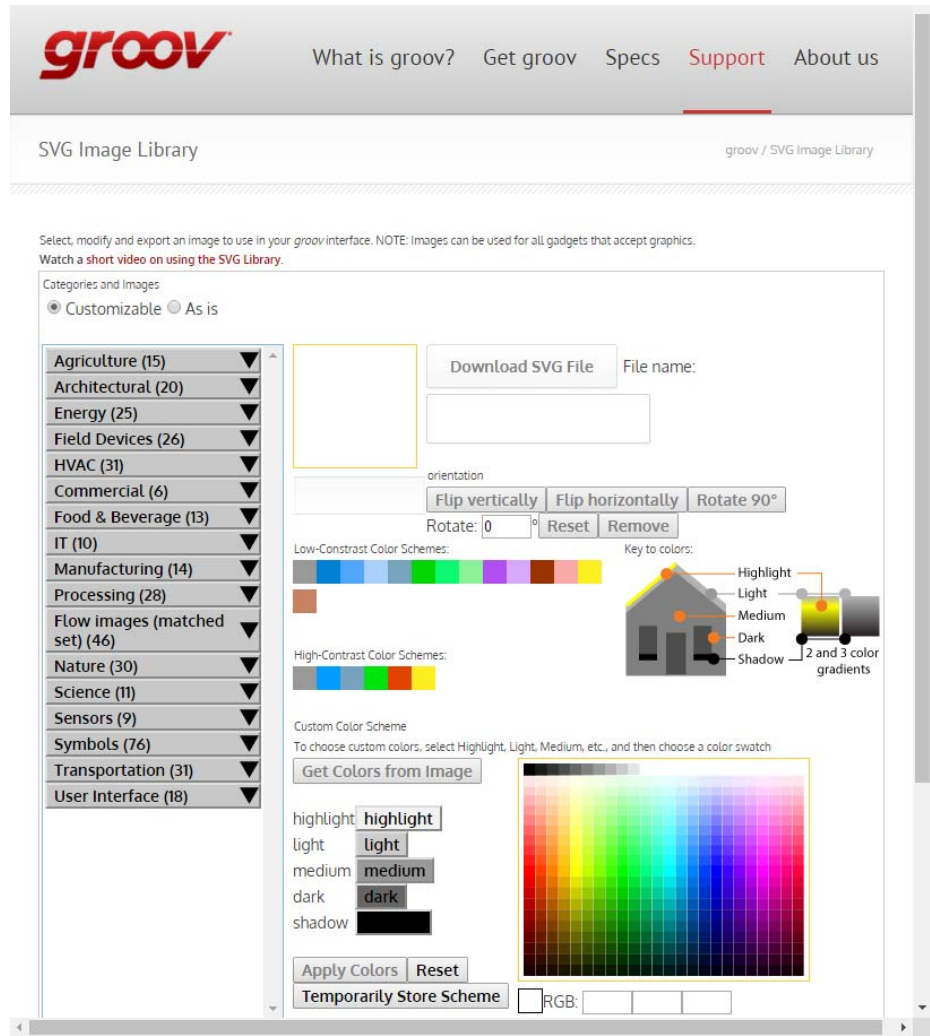 groov
What is groov? Get groov Specs Support About us
SVG Image Library
groov / SVG Image Library
Select, modify and export an image to use in your groov interface. NOTE: Images can be used for all gadgets that accept graphics.
Watch a short video on using the SVG Library.
Categories and Images
Customizable As is
Agriculture (15)
Architectural (20)
Energy (25)
Field Devices (26)
HVAC (31)
Commercial (6)
Food & Beverage (13)
IT (10)
Manufacturing (14)
Processing (28)
Flow images (matched
set) (46)
Nature (30)
Science (11)
Sensors (9)
Symbols (76)
Transportation (31)
User Interface (18)
Download SVG File File name:
orientation
Flip vertically Flip horizontally Rotate 90°
Rotate: 0 ° Reset Remove
Low-Constrast Color Schemes:
Key to colors:
Highlight
Light
Medium
Dark
Shadow
2 and 3 color
gradients
High-Contrast Color Schemes:
Custom Color Scheme
To choose custom colors, select Highlight, Light, Medium, etc., and then choose a color swatch
Get Colors from Image
highlight highlight
light light
medium medium
dark dark
shadow
Apply Colors Reset
Temporarily Store Scheme
RGB: